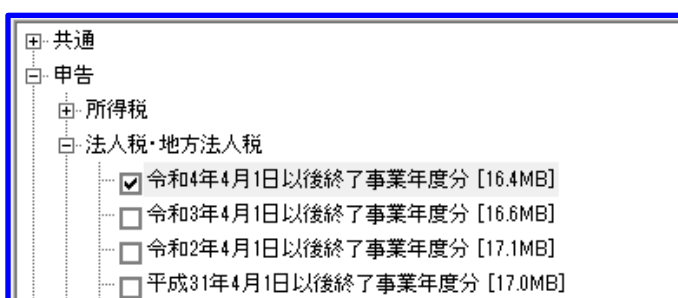 共通
申告
所得税
法人税・地方法人税
令和4年4月1日以後終了事業年度分 [16.4MB]
令和3年4月1日以後終了事業年度分 [16.6MB]
令和2年4月1日以後終了事業年度分 [17.1MB]
平成31年4月1日以後終了事業年度分 [17.0MB]